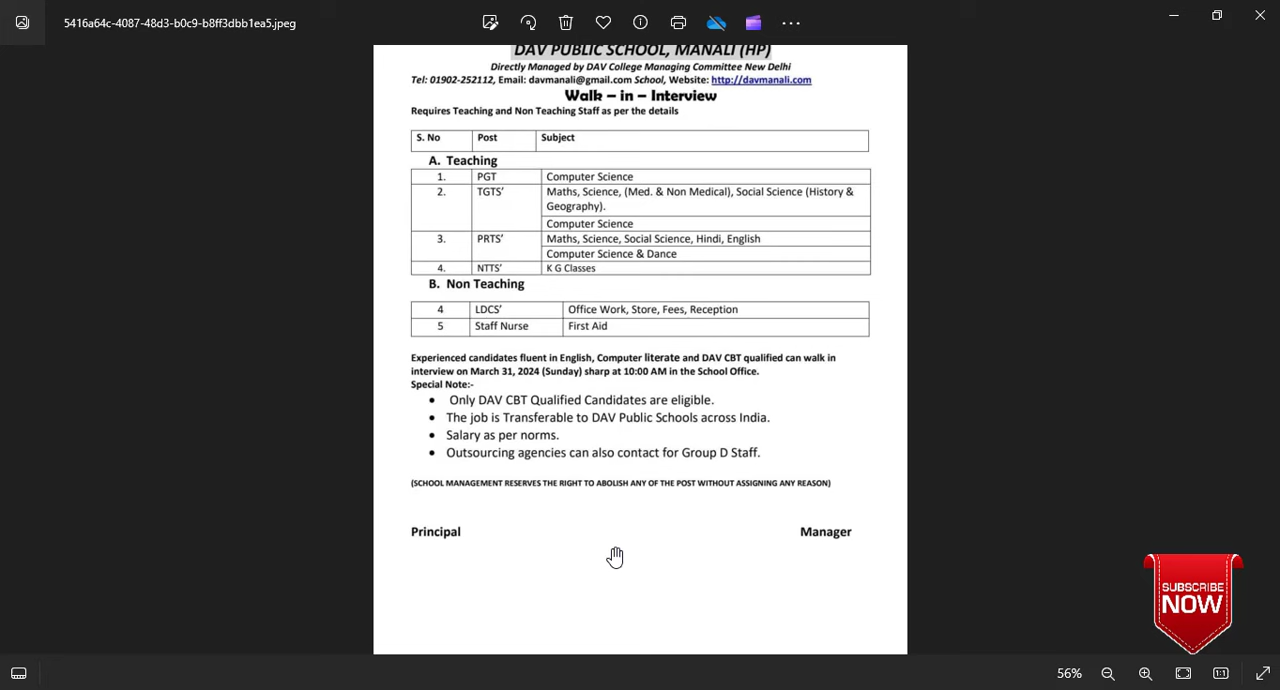 5416a64c-4087-48d3-b0c9-b8ff3dbb1ea5.jpeg
DAV PUBLIC SCHOOL, MANALI (HP)
Directly Managed by DAV College Managing Committee New Delhi
Tel: 01902-252112, Email: davmanali@gmail.com School, Website: http://davmanali.com
Walk – in – Interview
Requires Teaching and Non Teaching Staff as per the details
S. No Post Subject
A. Teaching
1. PGT Computer Science
2. TGTS’ Maths, Science, (Med. & Non Medical), Social Science (History &
Geography).
Computer Science
3. PRTS’ Maths, Science, Social Science, Hindi, English
Computer Science & Dance
4. NTTS’ K G Classes
B. Non Teaching
4 LDCS’ Office Work, Store, Fees, Reception
5 Staff Nurse First Aid
Experienced candidates fluent in English, Computer literate and DAV CBT qualified can walk in
interview on March 31, 2024 (Sunday) sharp at 10:00 AM in the School Office.
Special Note:-
• Only DAV CBT Qualified Candidates are eligible.
• The job is Transferable to DAV Public Schools across India.
• Salary as per norms.
• Outsourcing agencies can also contact for Group D Staff.
(SCHOOL MANAGEMENT RESERVES THE RIGHT TO ABOLISH ANY OF THE POST WITHOUT ASSIGNING ANY REASON)
Principal Manager
SUBSCRIBE
NOW
56%
1:1